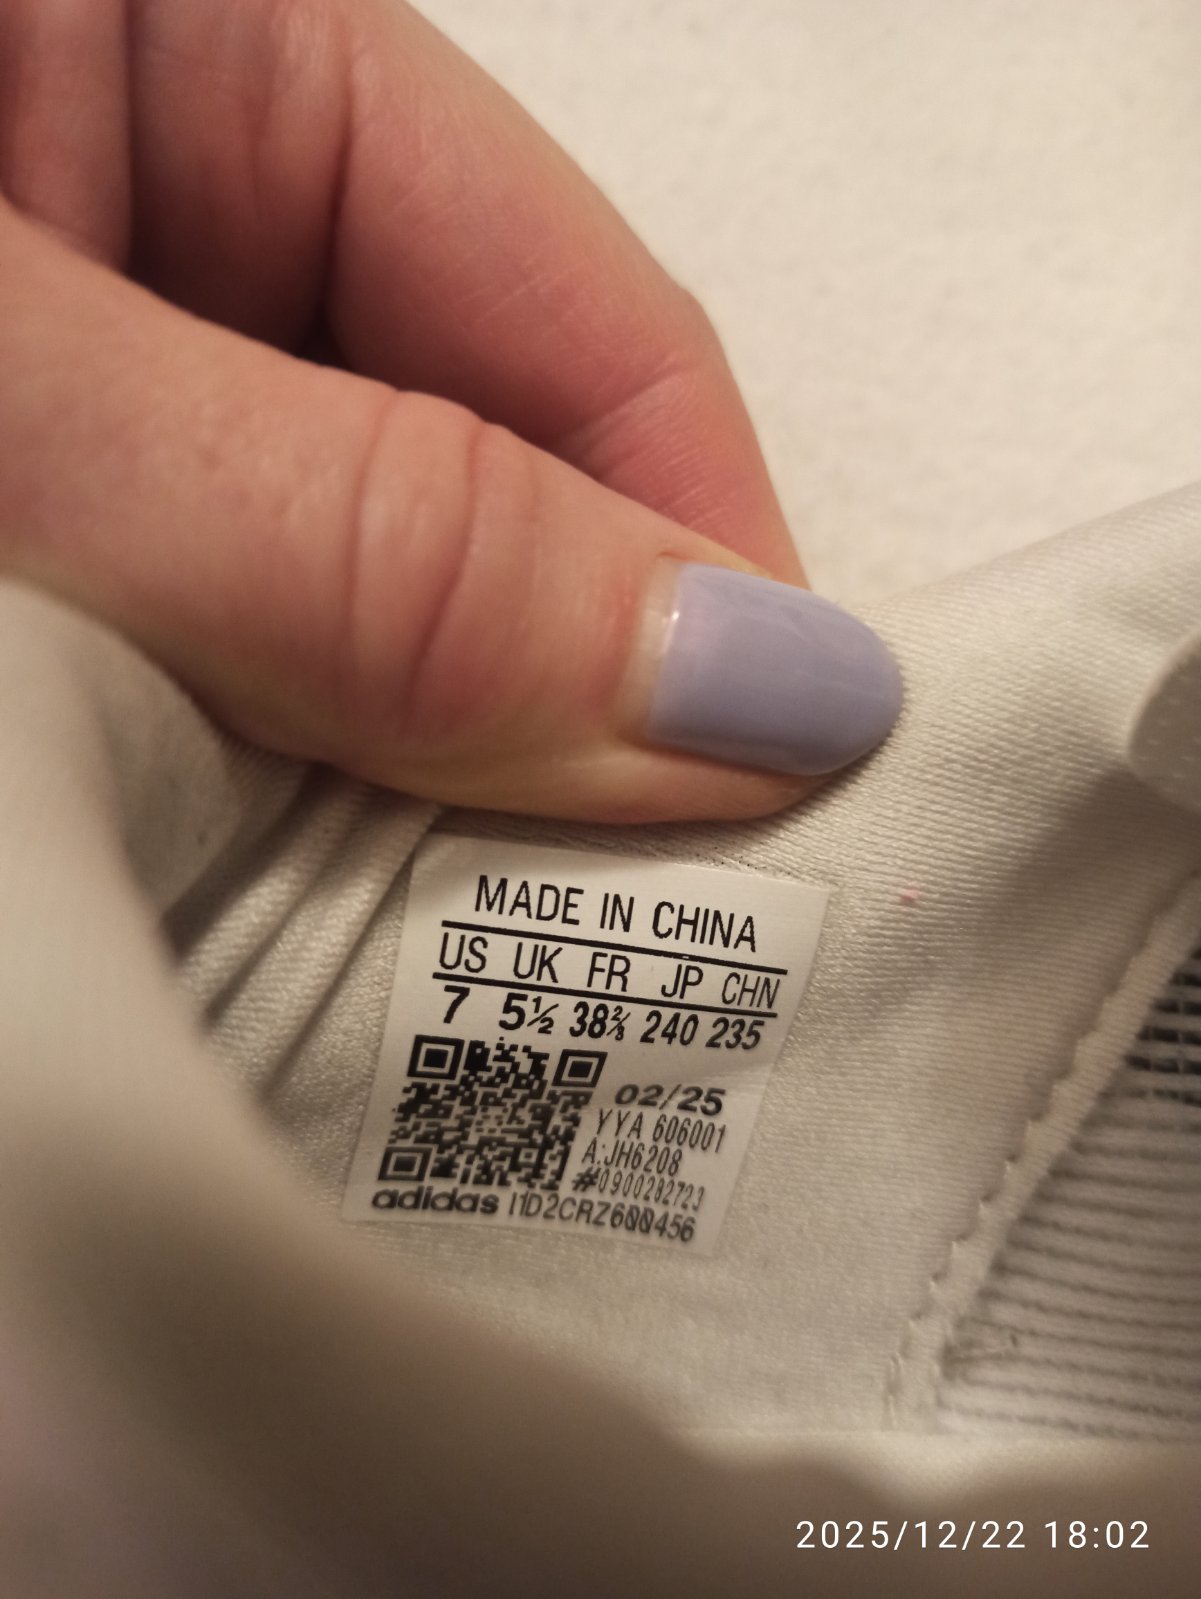 MADE IN CHINA
US UK FR JP CHN
7 5½ 38⅔ 240 235
02/25
YYA 606001
A:JH6208
#0900282723
adidas I1D2CRZ600456
2025/12/22 18:02